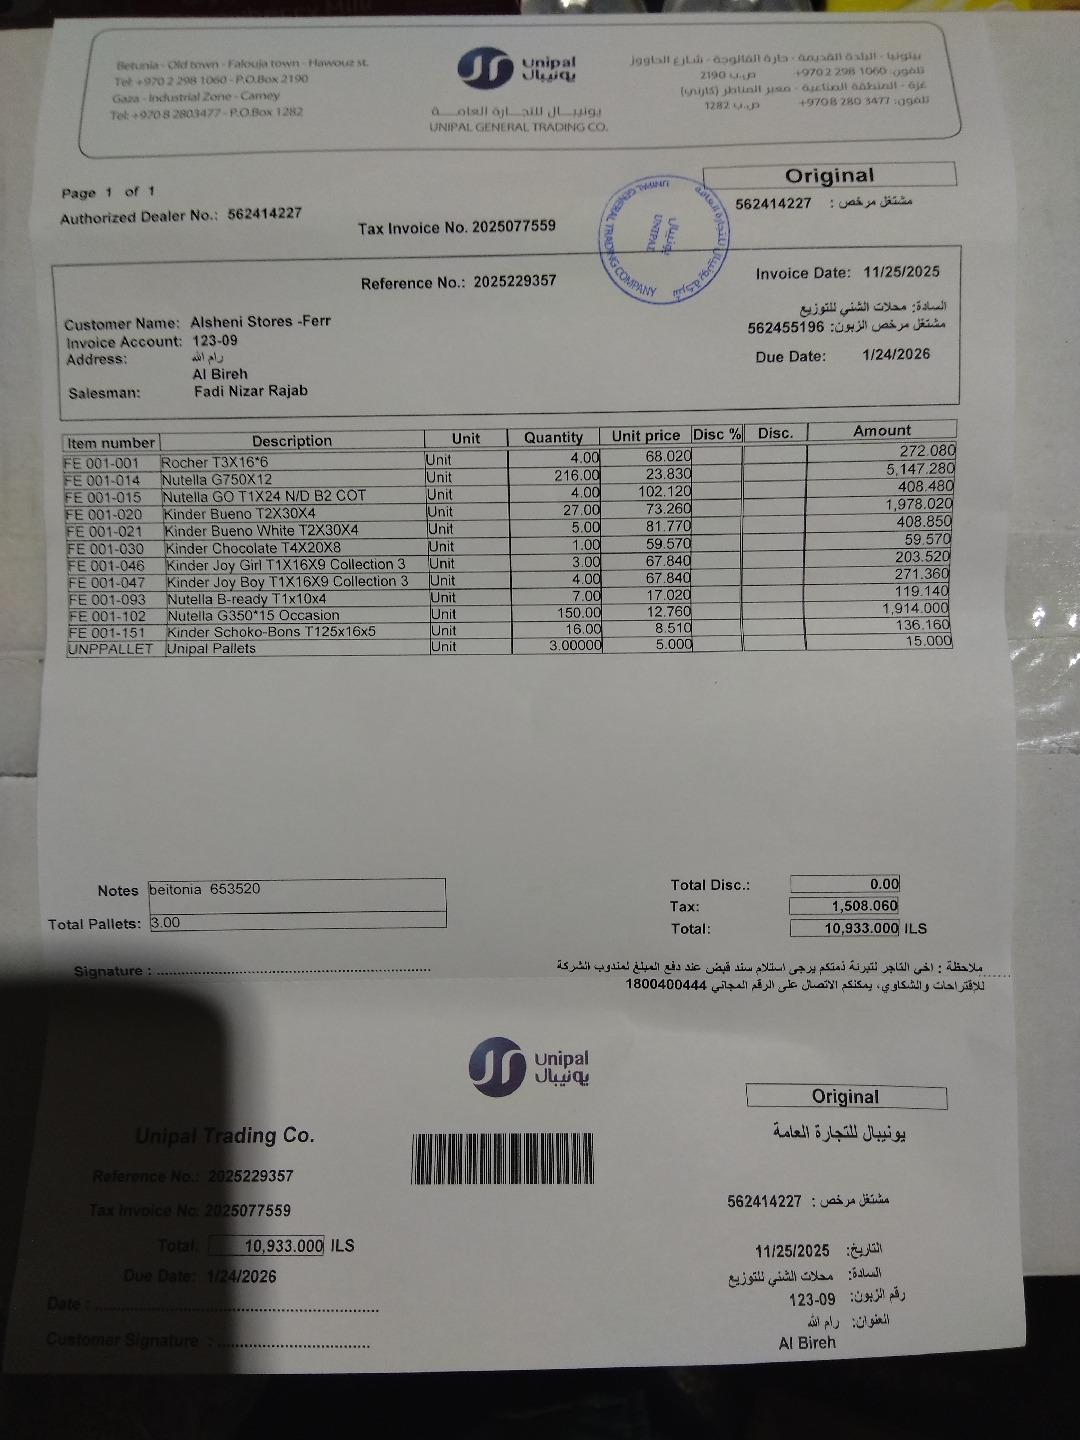 Betunia - Old town - Falouja town - Hawouz st.
Tel: +970 2 298 1060 - P.O.Box 2190
Gaza - Industrial Zone - Carney
Tel: +970 8 2803477 - P.O.Box 1282
Unipal
يونيبال
يونيبال للتجارة العامة
UNIPAL GENERAL TRADING CO.
بيتونيا - البلدة القديمة - حارة الفالوجة - شارع الحاووز
تلفون: 1060 298 2 970+ ص.ب 2190
غزة - المنطقة الصناعية - معبر المناطر (كارني)
تلفون: 3477 280 8 970+ ص.ب 1282
Page 1 of 1
Original
Authorized Dealer No.: 562414227
مشتغل مرخص : 562414227
Tax Invoice No. 2025077559
UNIPAL GENERAL TRADING COMPANY
يونيبال
UNIPAL
Reference No.: 2025229357
Invoice Date: 11/25/2025
السادة: محلات الشني للتوزيع
Customer Name: Alsheni Stores -Ferr
مشتغل مرخص الزبون: 562455196
Invoice Account: 123-09
Address: رام الله
Due Date: 1/24/2026
Al Bireh
Salesman: Fadi Nizar Rajab
Item number Description Unit Quantity Unit price Disc % Disc. Amount
FE 001-001 Rocher T3X16*6 Unit 4.00 68.020 272.080
FE 001-014 Nutella G750X12 Unit 216.00 23.830 5,147.280
FE 001-015 Nutella GO T1X24 N/D B2 COT Unit 4.00 102.120 408.480
FE 001-020 Kinder Bueno T2X30X4 Unit 27.00 73.260 1,978.020
FE 001-021 Kinder Bueno White T2X30X4 Unit 5.00 81.770 408.850
FE 001-030 Kinder Chocolate T4X20X8 Unit 1.00 59.570 59.570
FE 001-046 Kinder Joy Girl T1X16X9 Collection 3 Unit 3.00 67.840 203.520
FE 001-047 Kinder Joy Boy T1X16X9 Collection 3 Unit 4.00 67.840 271.360
FE 001-093 Nutella B-ready T1x10x4 Unit 7.00 17.020 119.140
FE 001-102 Nutella G350*15 Occasion Unit 150.00 12.760 1,914.000
FE 001-151 Kinder Schoko-Bons T125x16x5 Unit 16.00 8.510 136.160
UNPPALLET Unipal Pallets Unit 3.00000 5.000 15.000
Notes beitonia 653520
Total Disc.: 0.00
Total Pallets: 3.00
Tax: 1,508.060
Total: 10,933.000 ILS
Signature : ........................................
ملاحظة : اخي التاجر لتبرئة ذمتكم يرجى استلام سند قبض عند دفع المبلغ لمندوب الشركة
للإقتراحات والشكاوي، يمكنكم الاتصال على الرقم المجاني 1800400444
Unipal
يونيبال
Original
Unipal Trading Co.
يونيبال للتجارة العامة
Reference No.: 2025229357
مشتغل مرخص : 562414227
Tax Invoice No: 2025077559
Total: 10,933.000 ILS
التاريخ: 11/25/2025
Due Date: 1/24/2026
السادة: محلات الشني للتوزيع
رقم الزبون: 123-09
Date : ........................................
العنوان: رام الله
Customer Signature : ........................................
Al Bireh